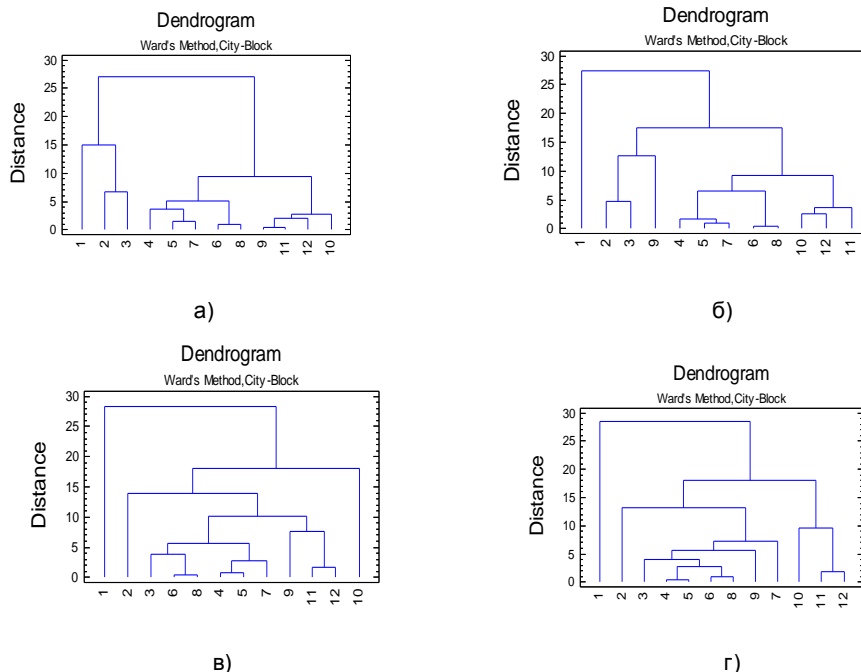 Dendrogram
Ward's Method,City-Block
Distance
30
25
20
15
10
5
0
1 2 3 4 5 7 6 8 9 11 12 10
а)
Dendrogram
Ward's Method,City-Block
Distance
30
25
20
15
10
5
0
1 2 3 9 4 5 7 6 8 10 12 11
б)
Dendrogram
Ward's Method,City-Block
Distance
30
25
20
15
10
5
0
1 2 3 6 8 4 5 7 9 11 12 10
в)
Dendrogram
Ward's Method,City-Block
Distance
30
25
20
15
10
5
0
1 2 3 4 5 6 8 9 7 10 11 12
г)